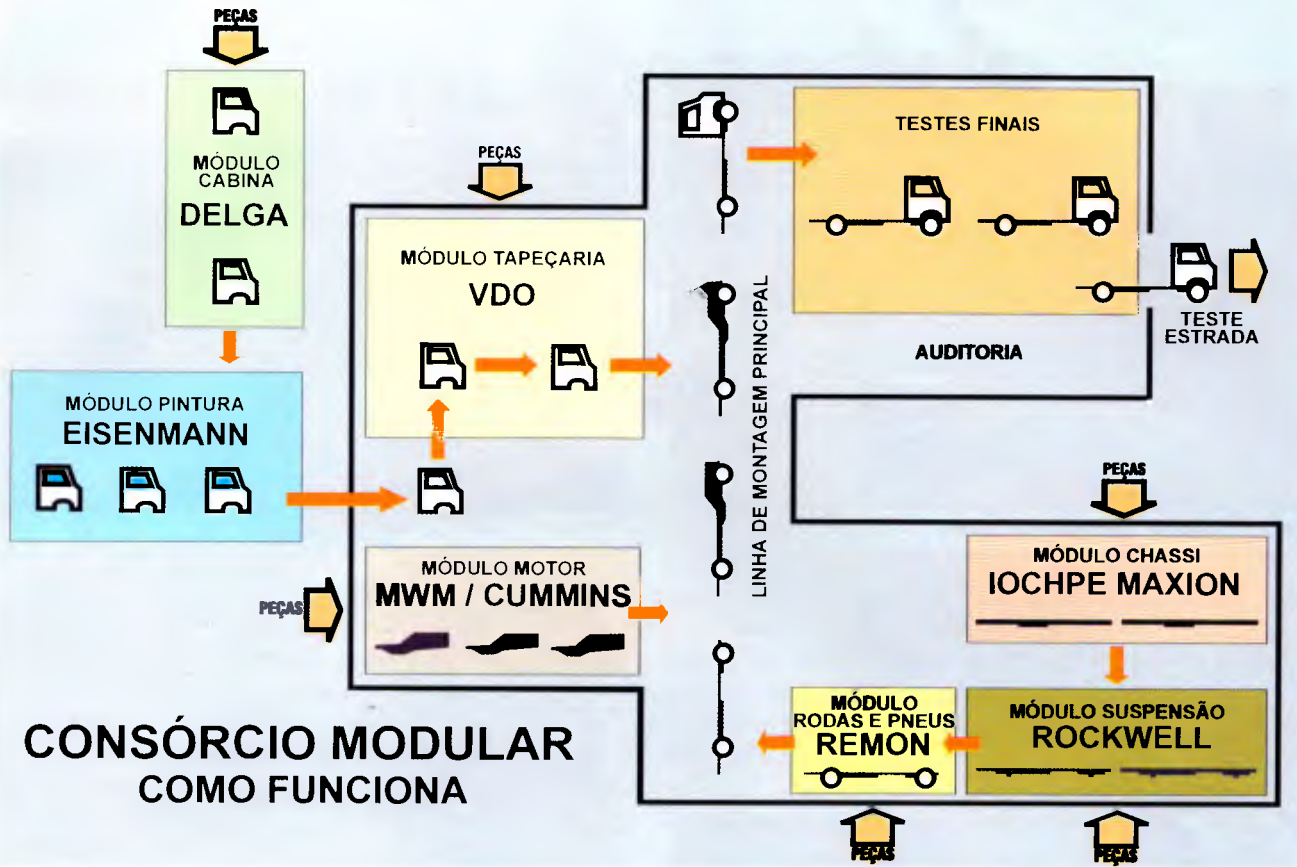 PEÇAS
MÓDULO
CABINA
DELGA
PEÇAS
TESTES FINAIS
MÓDULO TAPEÇARIA
VDO
LINHA DE MONTAGEM PRINCIPAL
TESTE
ESTRADA
AUDITORIA
MÓDULO PINTURA
EISENMANN
PEÇAS
MÓDULO MOTOR
MWM / CUMMINS
PEÇAS
MÓDULO CHASSI
IOCHPE MAXION
MÓDULO
RODAS E PNEUS
REMON
MÓDULO SUSPENSÃO
ROCKWELL
CONSÓRCIO MODULAR
COMO FUNCIONA
PEÇAS
PEÇAS